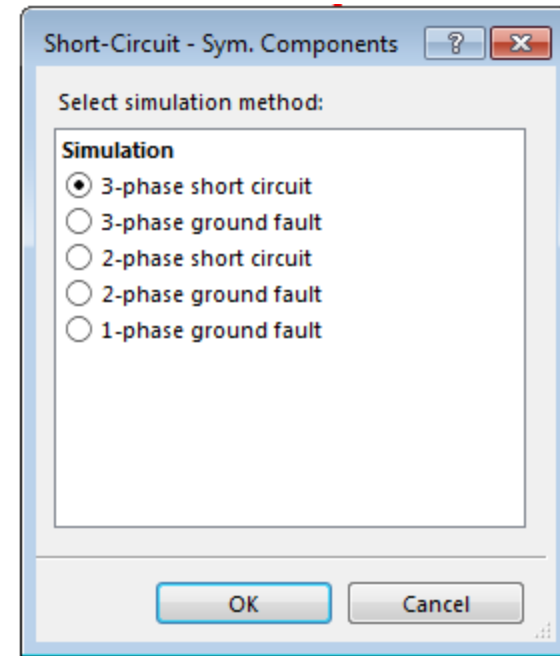 Short-Circuit - Sym. Components
Select simulation method:
Simulation
3-phase short circuit
3-phase ground fault
2-phase short circuit
2-phase ground fault
1-phase ground fault
OK
Cancel